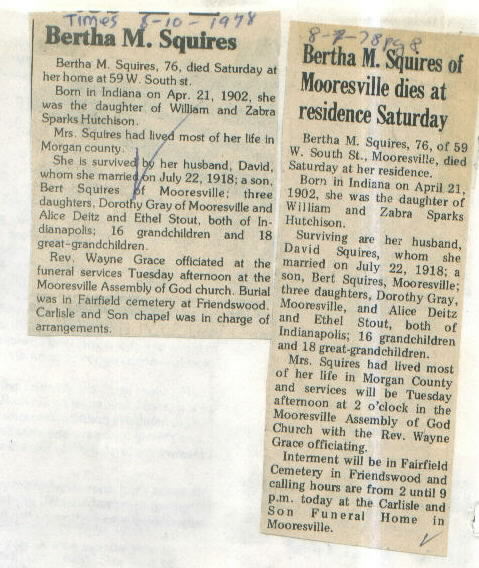 Times 8-10-1978
Bertha M. Squires
Bertha M. Squires, 76, died Saturday at
her home at 59 W. South st.
Born in Indiana on Apr. 21, 1902, she
was the daughter of William and Zabra
Sparks Hutchison.
Mrs. Squires had lived most of her life in
Morgan county.
She is survived by her husband, David,
whom she married on July 22, 1918; a son,
Bert Squires of Mooresville; three
daughters, Dorothy Gray of Mooresville and
Alice Deitz and Ethel Stout, both of In-
dianapolis; 16 grandchildren and 18
great-grandchildren.
Rev. Wayne Grace officiated at the
funeral services Tuesday afternoon at the
Mooresville Assembly of God church. Burial
was in Fairfield cemetery at Friendswood.
Carlisle and Son chapel was in charge of
arrangements.
8-7-78 pg 8
Bertha M. Squires of
Mooresville dies at
residence Saturday
Bertha M. Squires, 76, of 59
W. South St., Mooresville, died
Saturday at her residence.
Born in Indiana on April 21,
1902, she was the daughter of
William and Zabra Sparks
Hutchison.
Surviving are her husband,
David Squires, whom she
married on July 22, 1918; a
son, Bert Squires, Mooresville;
three daughters, Dorothy Gray,
Mooresville, and Alice Deitz
and Ethel Stout, both of
Indianapolis; 16 grandchildren
and 18 great-grandchildren.
Mrs. Squires had lived most
of her life in Morgan County
and services will be Tuesday
afternoon at 2 o'clock in the
Mooresville Assembly of God
Church with the Rev. Wayne
Grace officiating.
Interment will be in Fairfield
Cemetery in Friendswood and
calling hours are from 2 until 9
p.m. today at the Carlisle and
Son Funeral Home in
Mooresville.